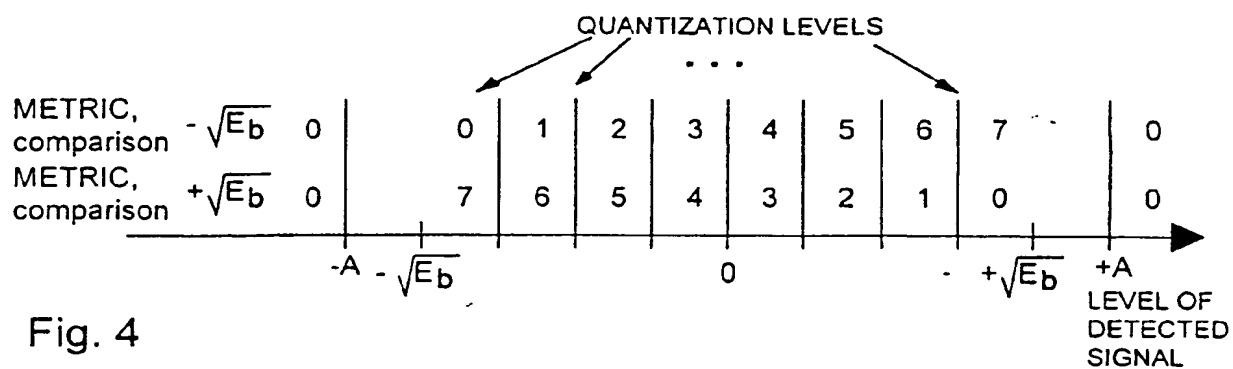 QUANTIZATION LEVELS
. . .
METRIC, comparison - √Eb 0 0 1 2 3 4 5 6 7 0
METRIC, comparison + √Eb 0 7 6 5 4 3 2 1 0 0
-A - √Eb 0 +√Eb +A
LEVEL OF
DETECTED
SIGNAL
Fig. 4